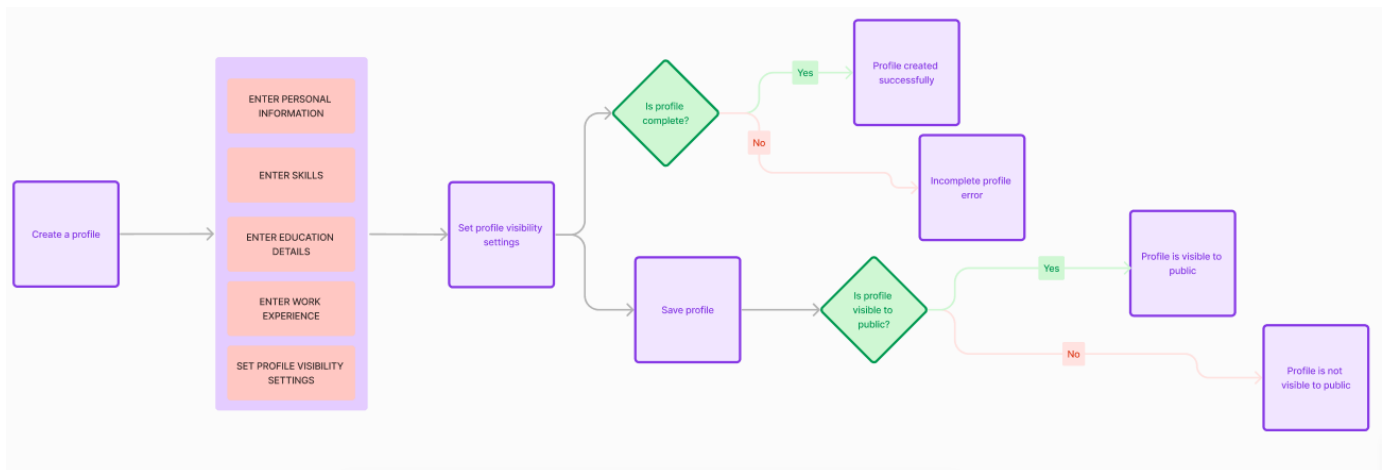 Create a profile
ENTER PERSONAL
INFORMATION
ENTER SKILLS
ENTER EDUCATION
DETAILS
ENTER WORK
EXPERIENCE
SET PROFILE VISIBILITY
SETTINGS
Set profile visibility
settings
Is profile
complete?
Yes
Profile created
successfully
No
Incomplete profile
error
Save profile
Is profile
visible to
public?
Yes
Profile is visible to
public
No
Profile is not
visible to public